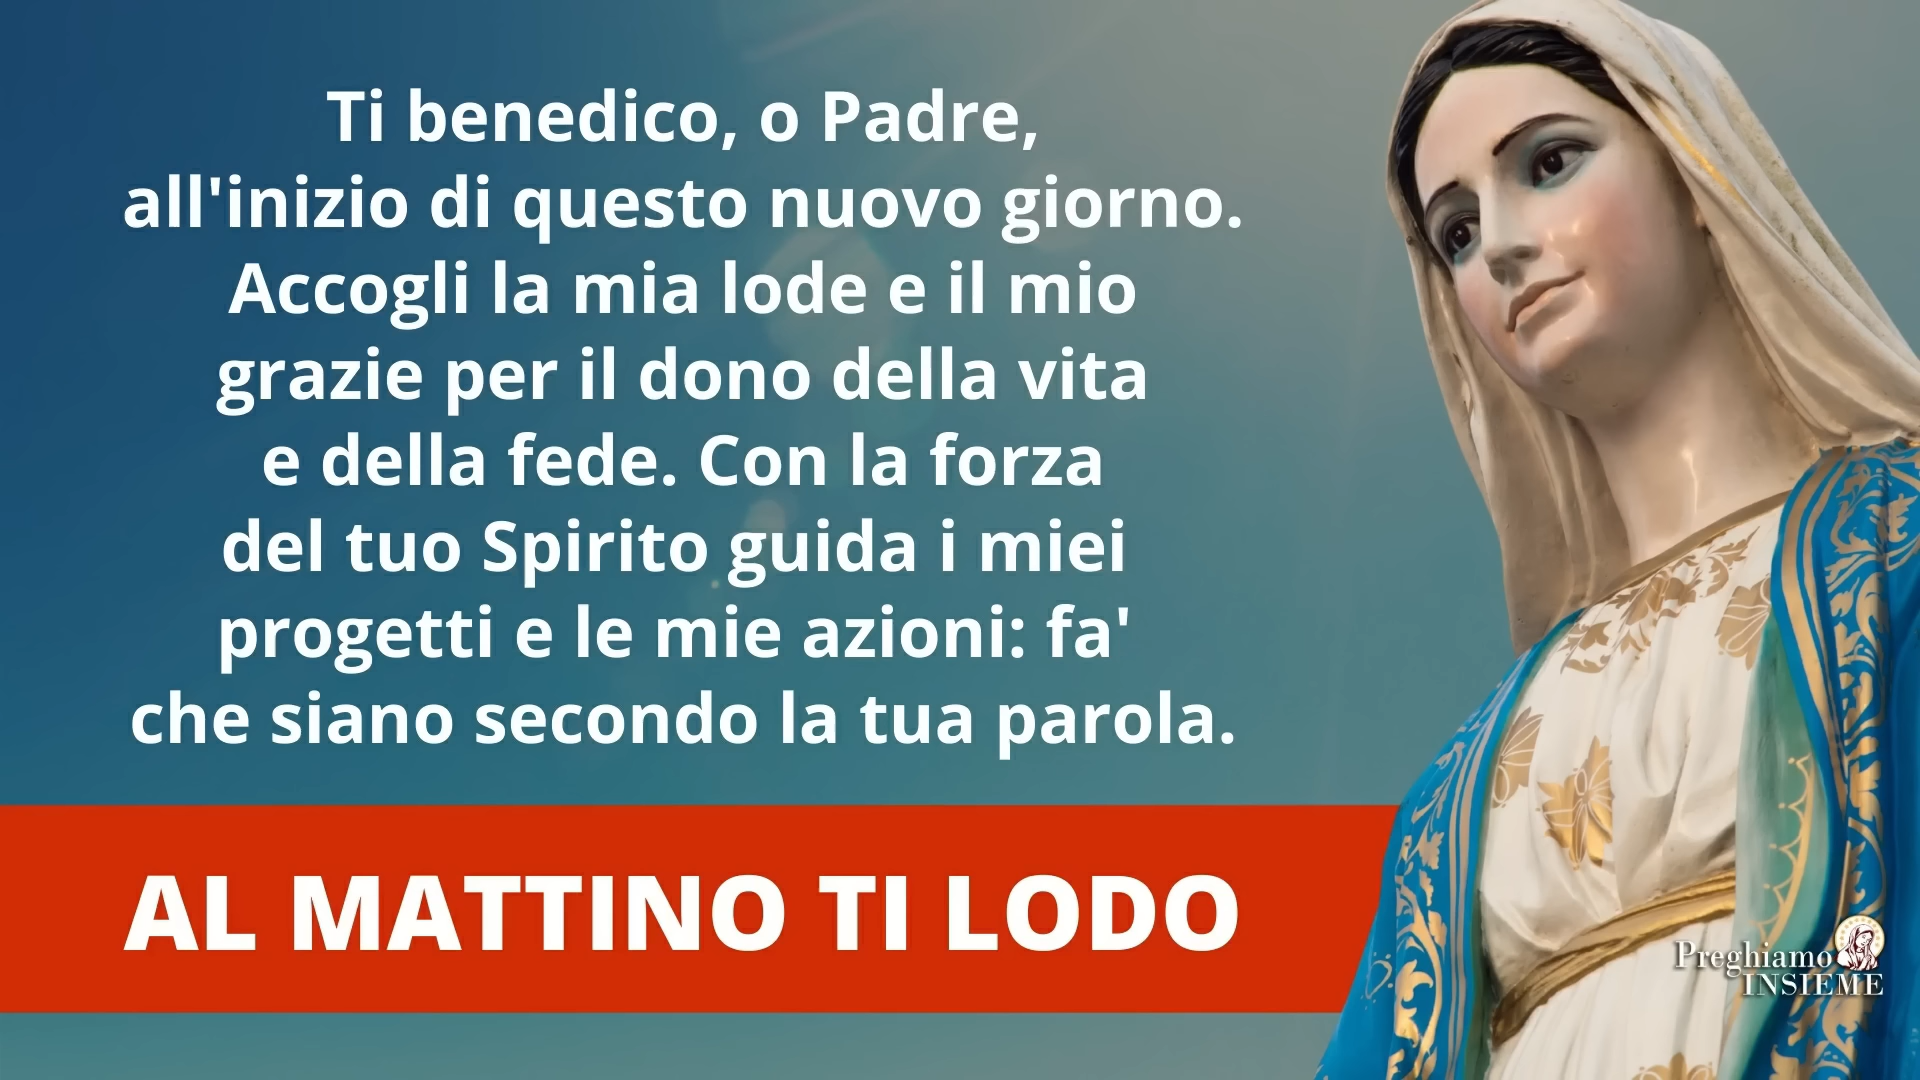 Ti benedico, o Padre,
all'inizio di questo nuovo giorno.
Accogli la mia lode e il mio
grazie per il dono della vita
e della fede. Con la forza
del tuo Spirito guida i miei
progetti e le mie azioni: fa'
che siano secondo la tua parola.
AL MATTINO TI LODO
Preghiamo
INSIEME